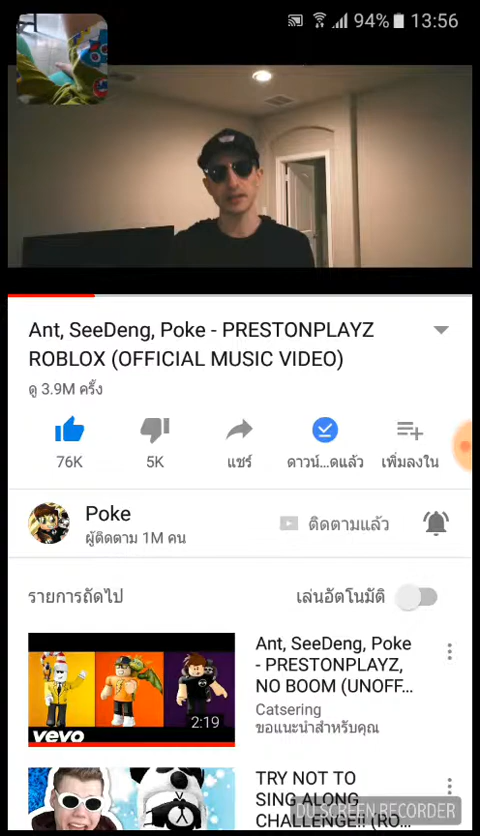 94% 13:56
Ant, SeeDeng, Poke - PRESTONPLAYZ
ROBLOX (OFFICIAL MUSIC VIDEO)
ดู 3.9M ครั้ง
76K 5K แชร์ ดาวน์...ดแล้ว เพิ่มลงใน
Poke
ผู้ติดตาม 1M คน
ติดตามแล้ว
รายการถัดไป เล่นอัตโนมัติ
Ant, SeeDeng, Poke
- PRESTONPLAYZ,
NO BOOM (UNOFF...
Catsering
ขอแนะนำสำหรับคุณ
2:19
vevo
TRY NOT TO
SING ALONG
CHALLENGE!! (RO...
DU SCREEN RECORDER